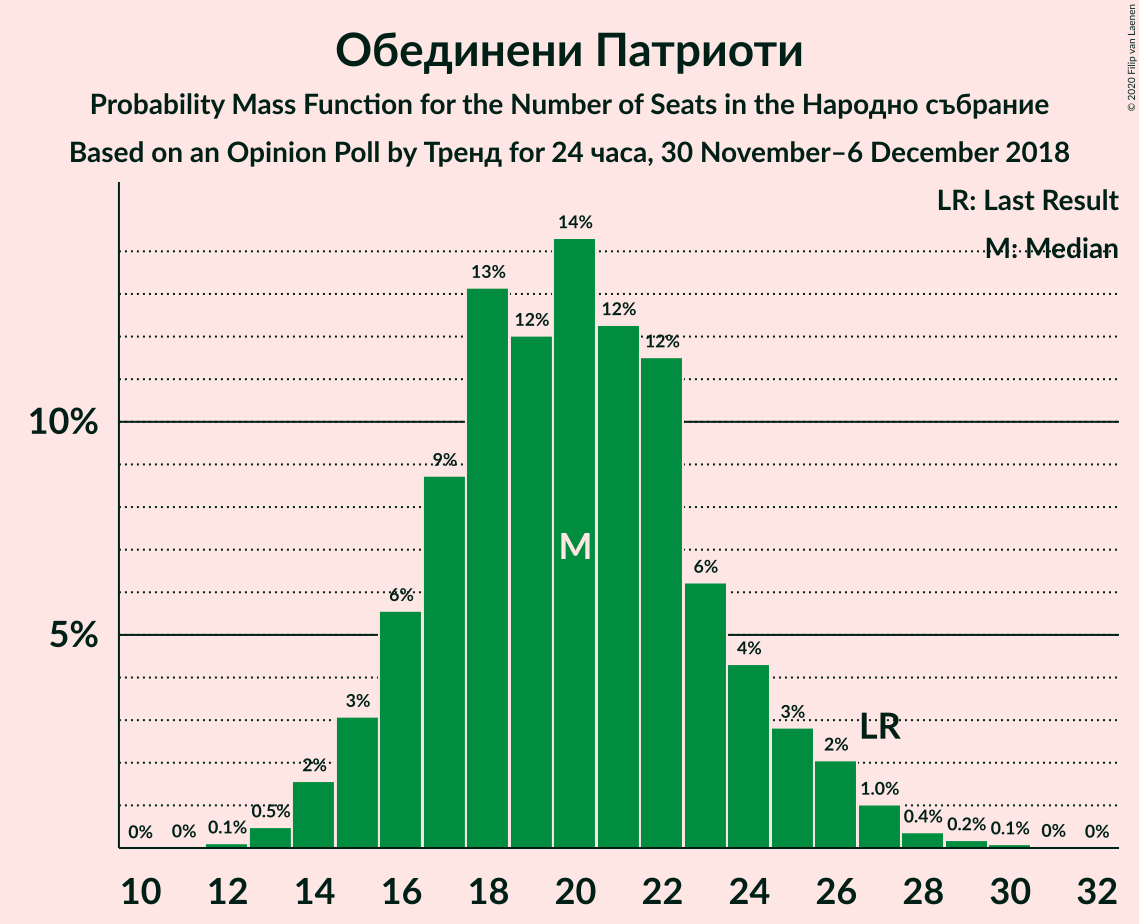 Обединени Патриоти
Probability Mass Function for the Number of Seats in the Народно събрание
Based on an Opinion Poll by Тренд for 24 часа, 30 November–6 December 2018
© 2020 Filip van Laenen
LR: Last Result
M: Median
14%
13%
12%
12%
12%
10%
9%
M
6%
6%
5%
4%
3%
3%
LR
2%
2%
1.0%
0.5%
0.4%
0.2%
0.1%
0.1%
0%
0%
0%
0%
10 12 14 16 18 20 22 24 26 28 30 32